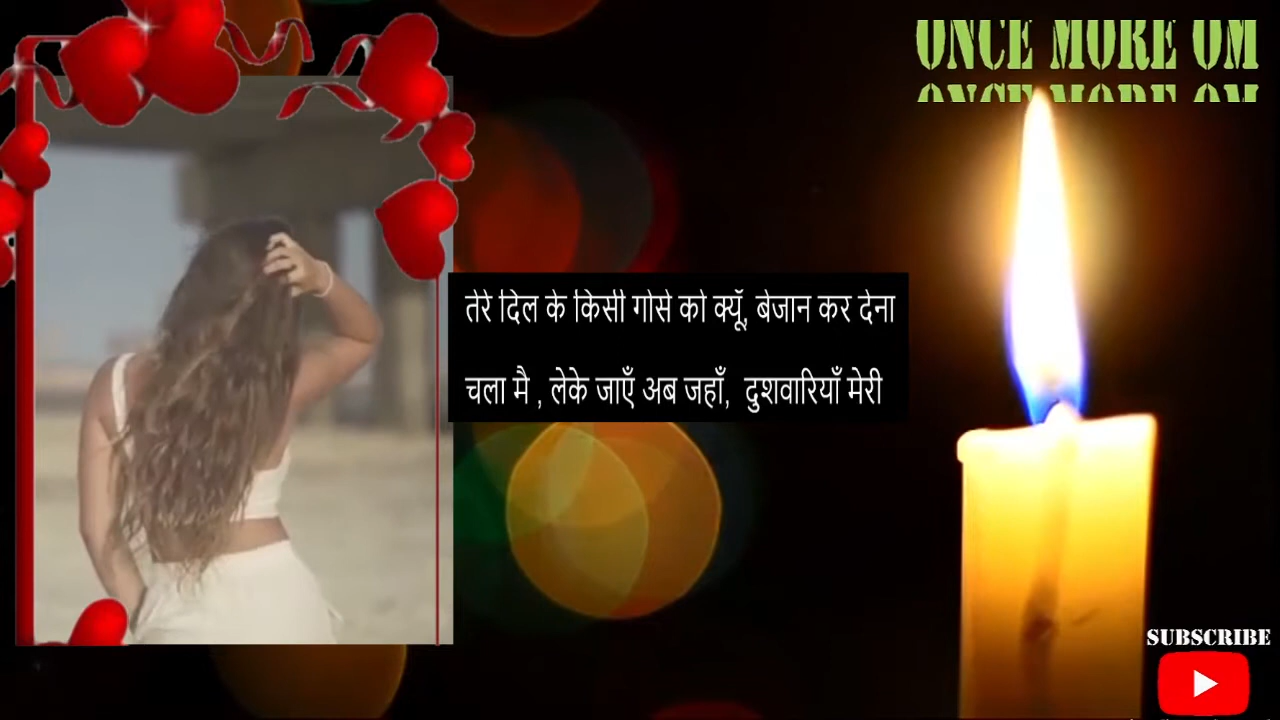 ONCE MORE OM
तेरे दिल के किसी गोसे को क्यूँ, बेजान कर देना
चला मै , लेके जाएँ अब जहाँ, दुशवारियाँ मेरी
SUBSCRIBE